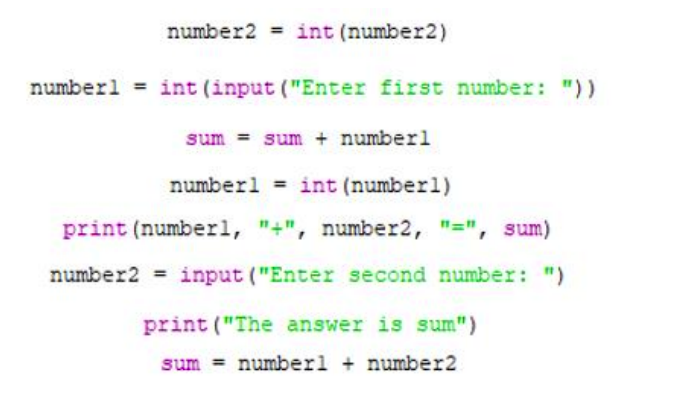 number2 = int(number2)
number1 = int(input("Enter first number: "))
sum = sum + number1
number1 = int(number1)
print(number1, "+", number2, "=", sum)
number2 = input("Enter second number: ")
print("The answer is sum")
sum = number1 + number2